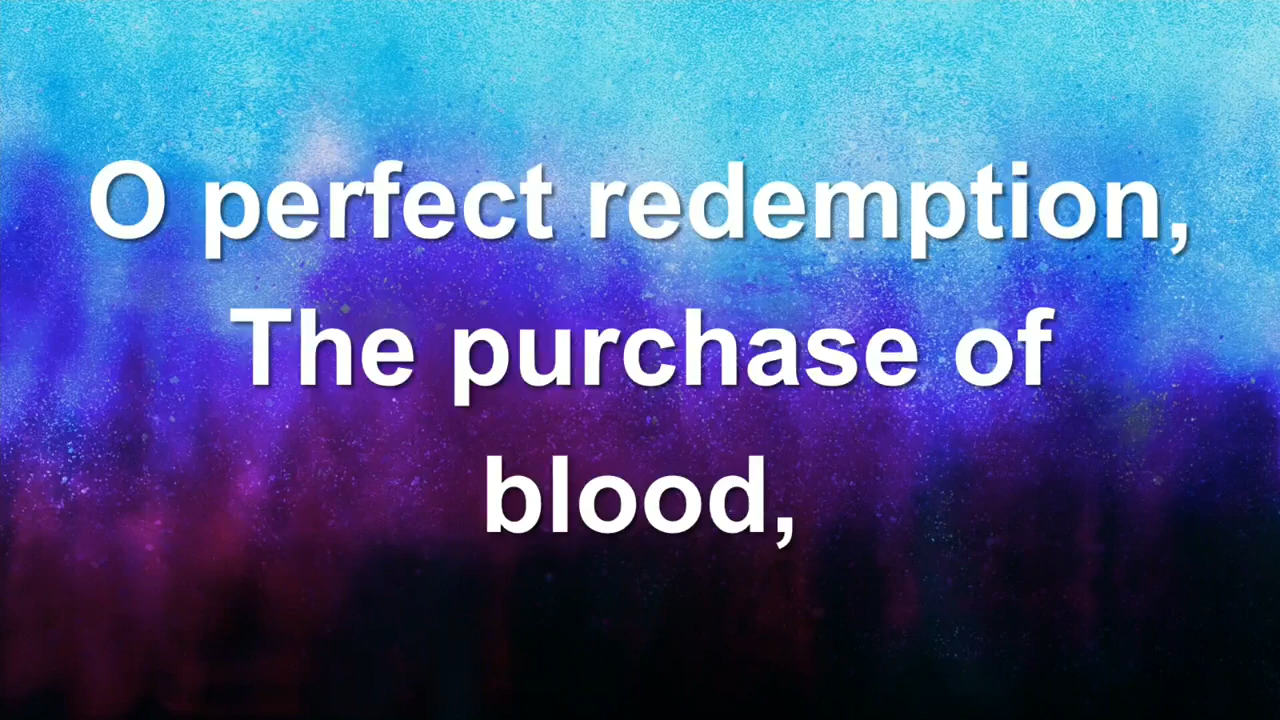 O perfect redemption,
The purchase of
blood,